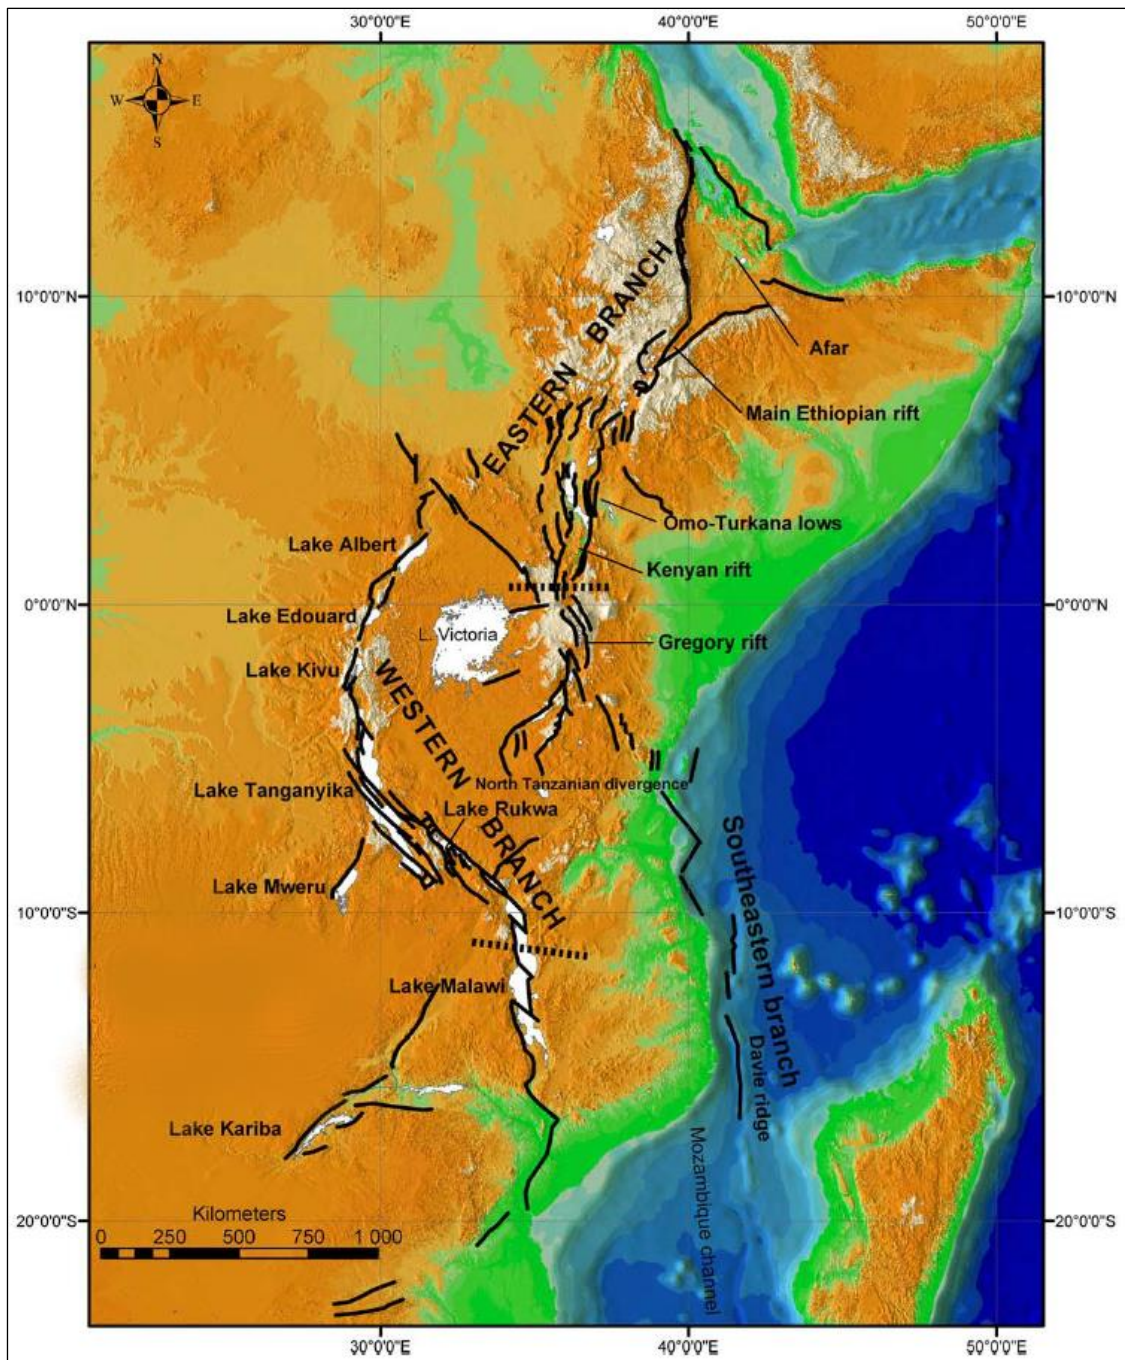 30°0'0"E 40°0'0"E 50°0'0"E
N
W E
S
10°0'0"N 10°0'0"N
EASTERN BRANCH
Afar
Main Ethiopian rift
Omo-Turkana lows
Lake Albert
Kenyan rift
0°0'0"N 0°0'0"N
Lake Edouard
L. Victoria
Gregory rift
Lake Kivu
WESTERN BRANCH
North Tanzanian divergence
Lake Tanganyika
Lake Rukwa
Southeastern branch
Lake Mweru
10°0'0"S 10°0'0"S
Lake Malawi
Davie ridge
Lake Kariba
Mozambique channel
Kilometers
20°0'0"S 20°0'0"S
0 125 250 500 750 1 000
30°0'0"E 40°0'0"E 50°0'0"E